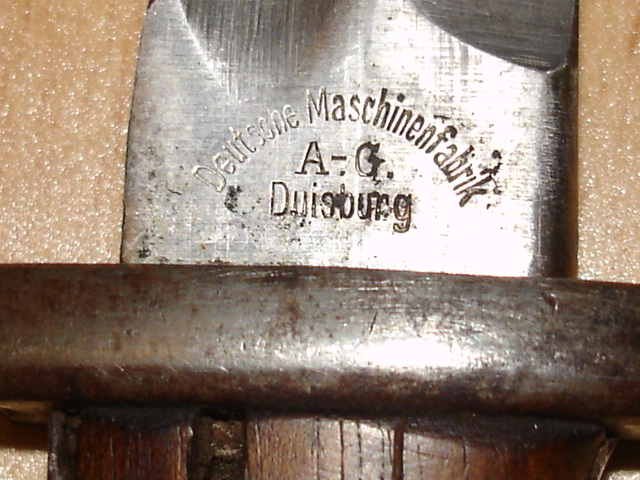 Deutsche Maschinenfabrik
A-G.
Duisburg